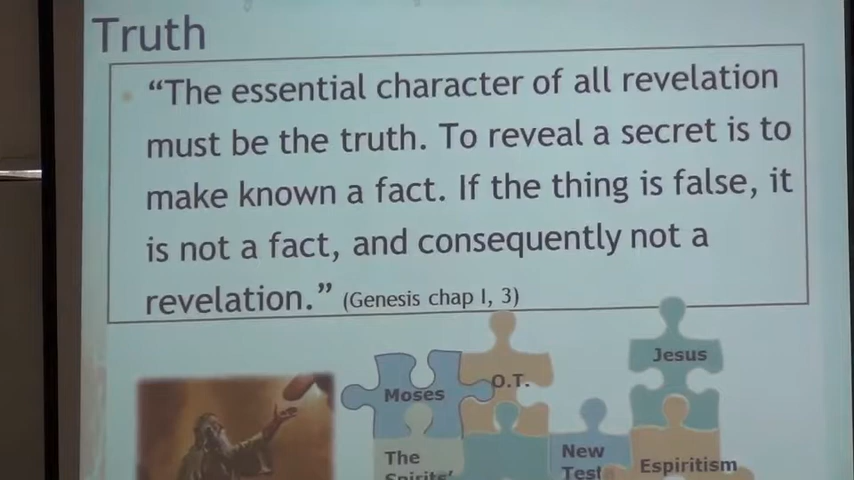 Truth
“The essential character of all revelation
must be the truth. To reveal a secret is to
make known a fact. If the thing is false, it
is not a fact, and consequently not a
revelation.” (Genesis chap I, 3)
Jesus
O.T.
Moses
New
Test
Espiritism
The
Spirits’